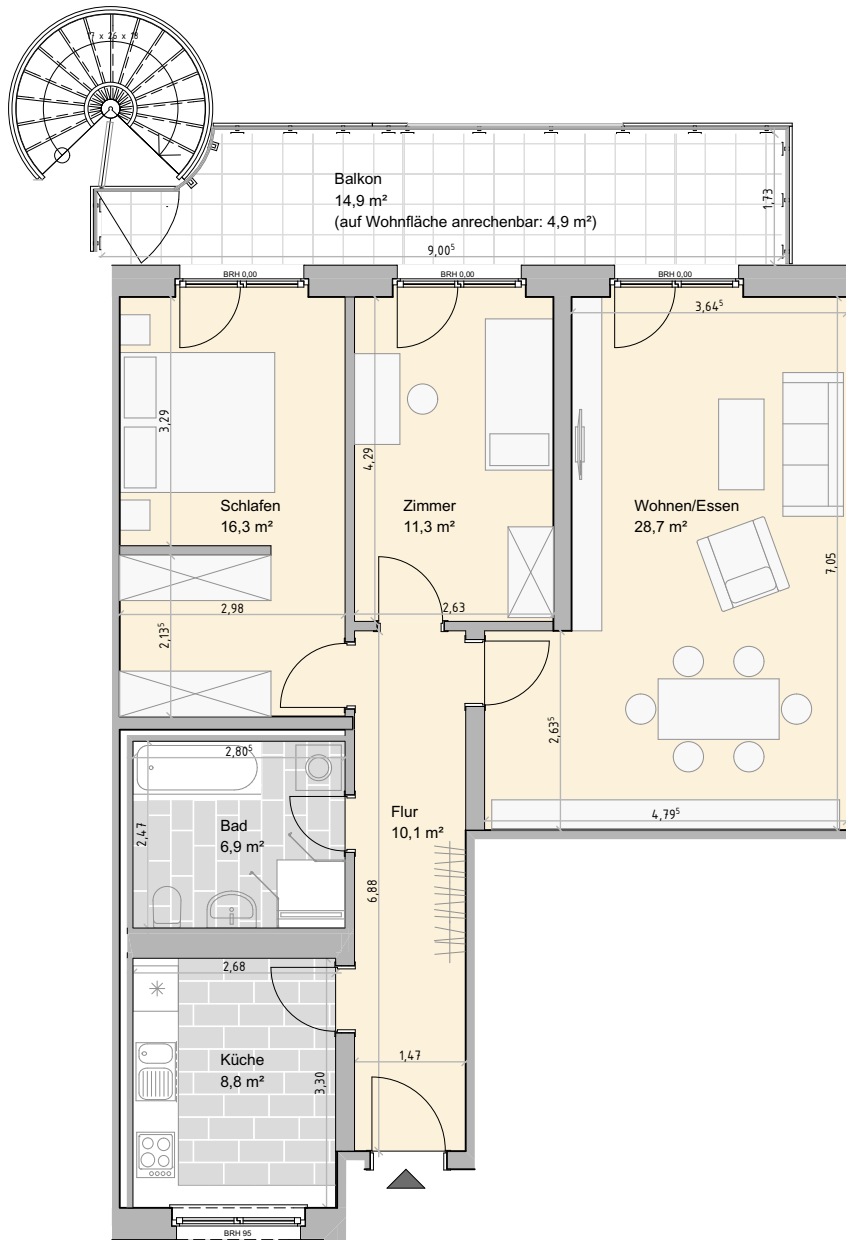 17 x 26 x 18
Balkon
14,9 m²
(auf Wohnfläche anrechenbar: 4,9 m²)
1,73
9,00⁵
BRH 0,00
BRH 0,00
BRH 0,00
3,64⁵
3,29
4,29
Schlafen
16,3 m²
Zimmer
11,3 m²
Wohnen/Essen
28,7 m²
7,05
2,98
2,63
2,13⁵
2,63⁵
2,80⁵
2,47
Bad
6,9 m²
Flur
10,1 m²
4,79⁵
6,88
2,68
Küche
8,8 m²
3,30
1,47
BRH 95